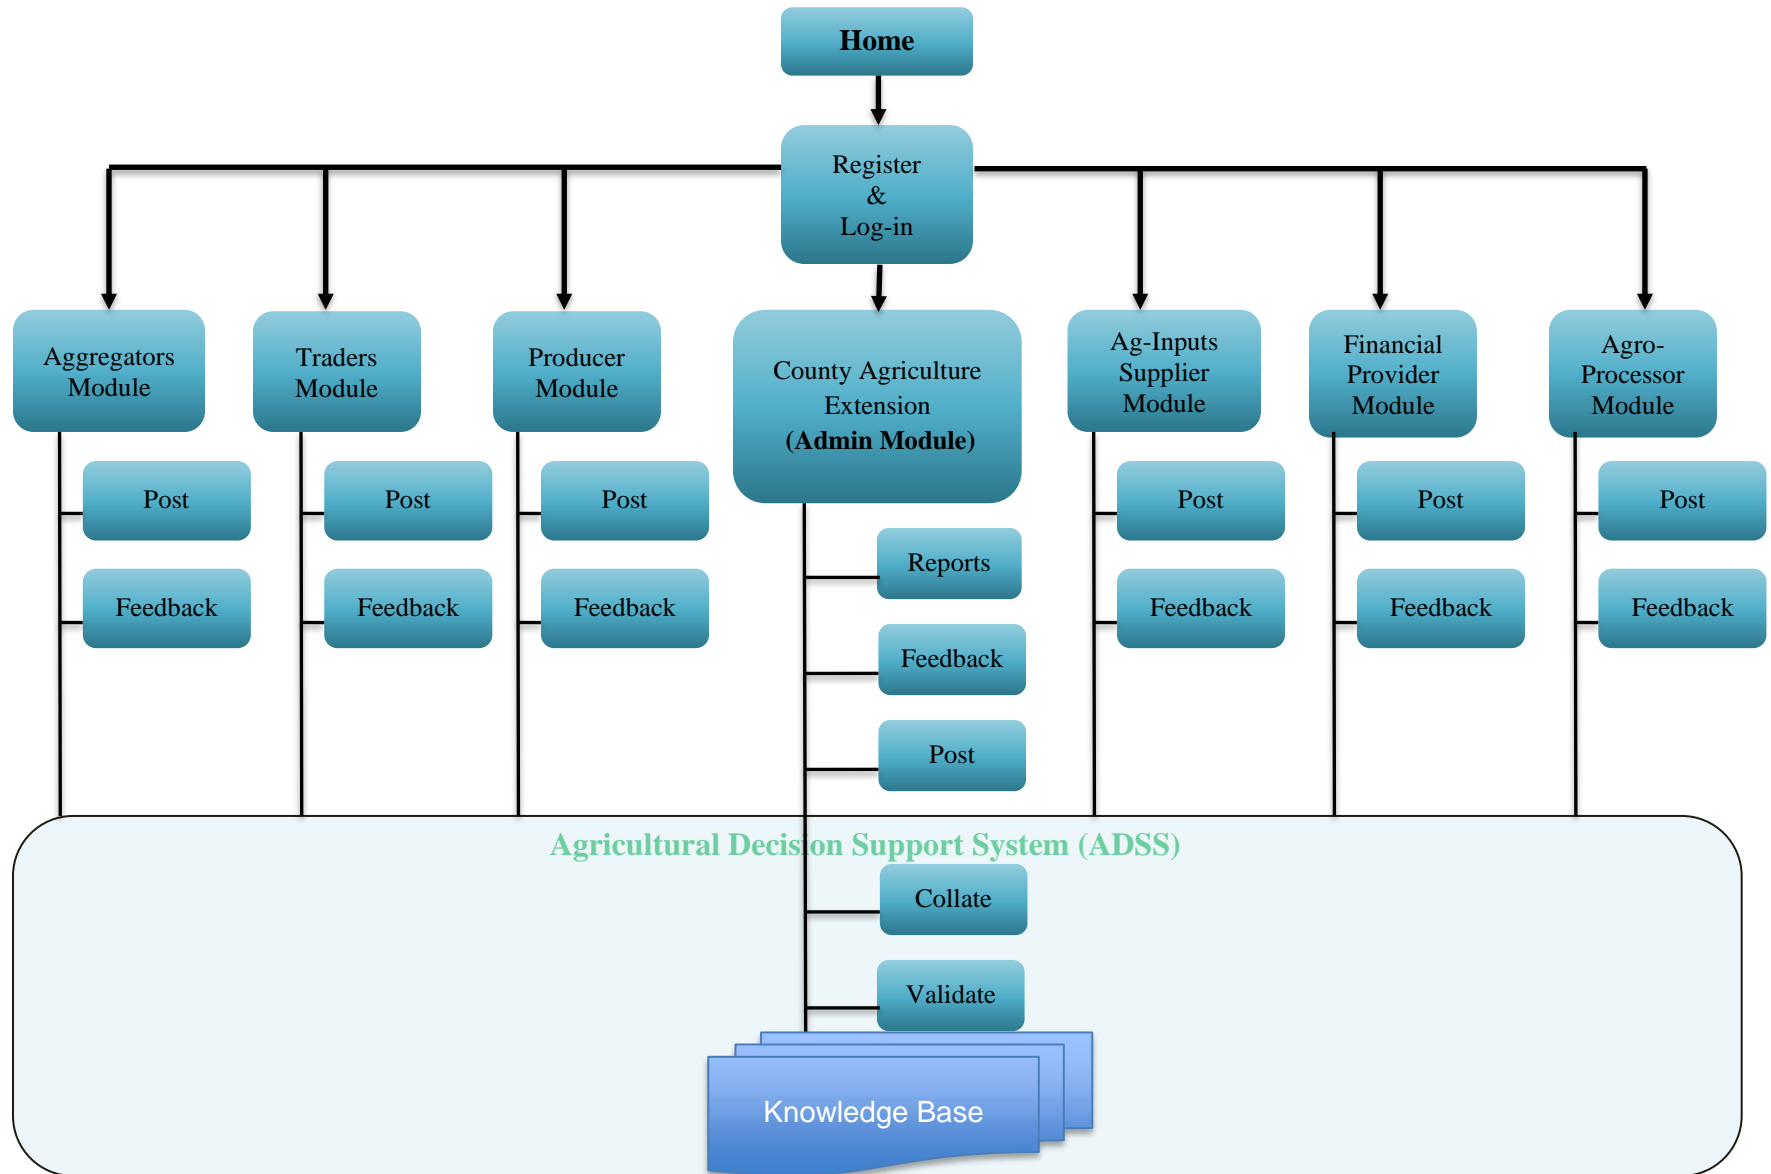 Home
Register
&
Log-in
Aggregators
Module
Traders
Module
Producer
Module
County Agriculture
Extension
(Admin Module)
Ag-Inputs
Supplier
Module
Financial
Provider
Module
Agro-
Processor
Module
Post
Post
Post
Post
Post
Post
Reports
Feedback
Feedback
Feedback
Feedback
Feedback
Feedback
Feedback
Post
Agricultural Decision Support System (ADSS)
Collate
Validate
Knowledge Base